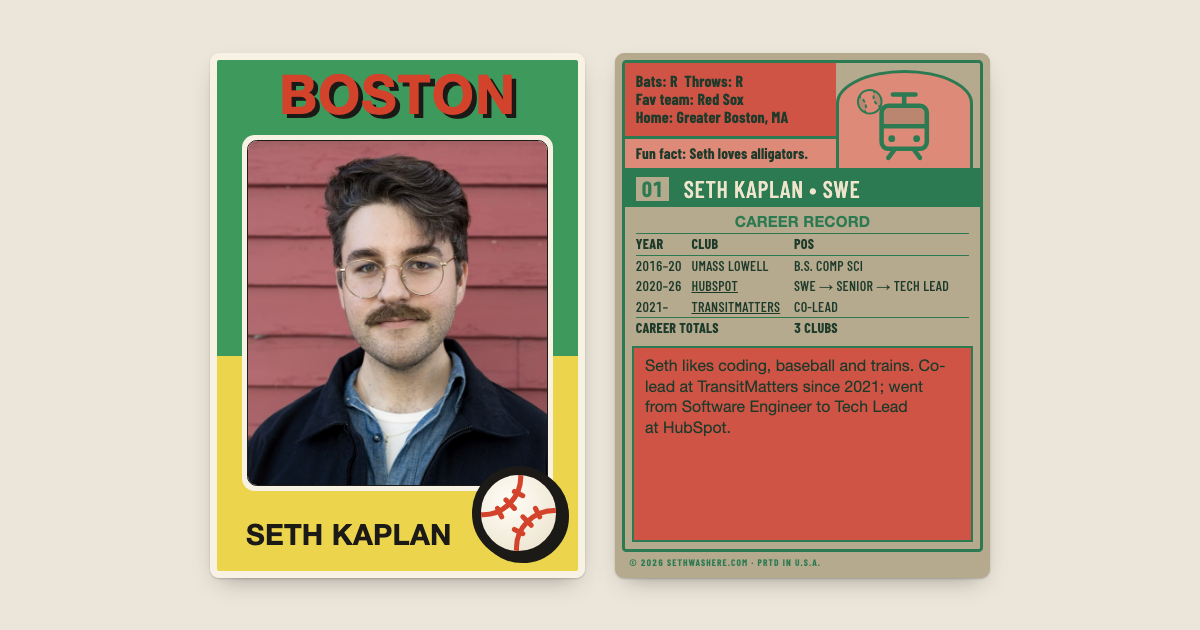 BOSTON
SETH KAPLAN
Bats: R Throws: R
Fav team: Red Sox
Home: Greater Boston, MA
Fun fact: Seth loves alligators.
01 SETH KAPLAN • SWE
CAREER RECORD
YEAR CLUB POS
2016–20 UMASS LOWELL B.S. COMP SCI
2020–26 HUBSPOT SWE → SENIOR → TECH LEAD
2021– TRANSITMATTERS CO-LEAD
CAREER TOTALS 3 CLUBS
Seth likes coding, baseball and trains. Co-
lead at TransitMatters since 2021; went
from Software Engineer to Tech Lead
at HubSpot.
© 2026 SETHWASHERE.COM · PRTD IN U.S.A.